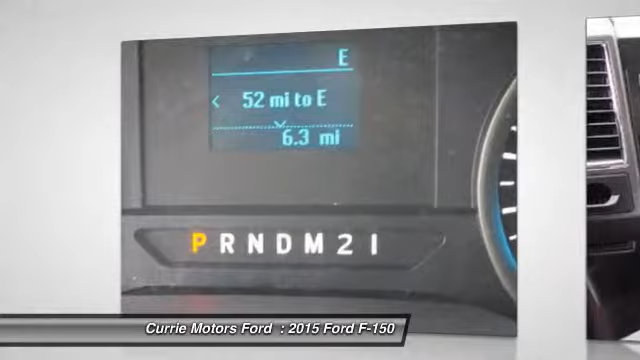 E
< 52 mi to E
6.3 mi
P R N D M 2 1
Currie Motors Ford : 2015 Ford F-150